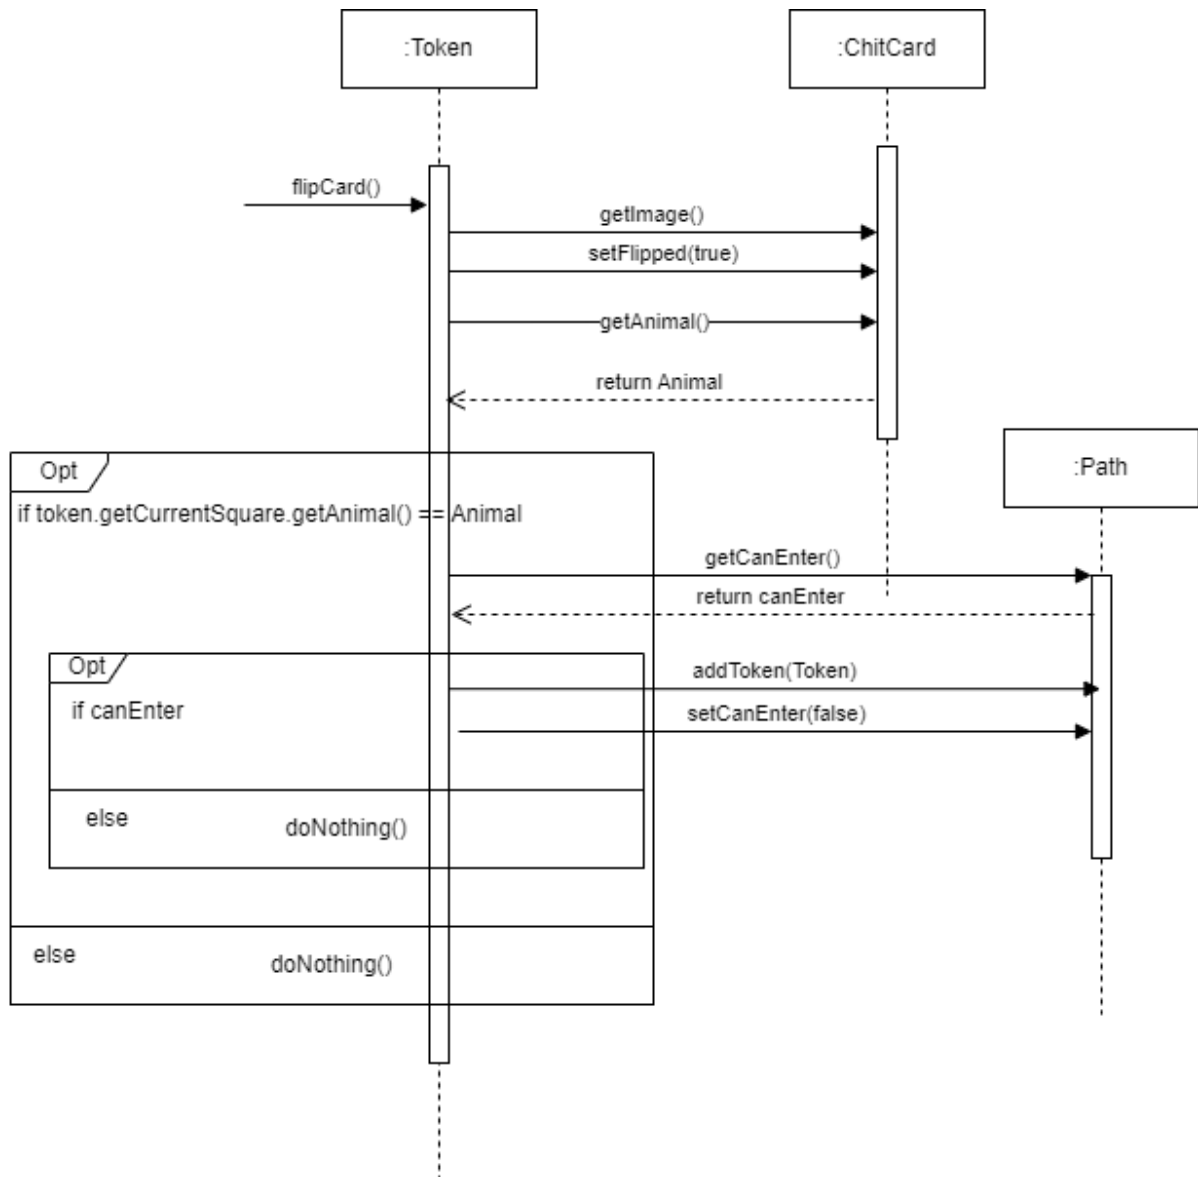 :Token
:ChitCard
flipCard()
getImage()
setFlipped(true)
getAnimal()
return Animal
:Path
Opt
if token.getCurrentSquare.getAnimal() == Animal
getCanEnter()
return canEnter
Opt
addToken(Token)
if canEnter
setCanEnter(false)
else
doNothing()
else
doNothing()